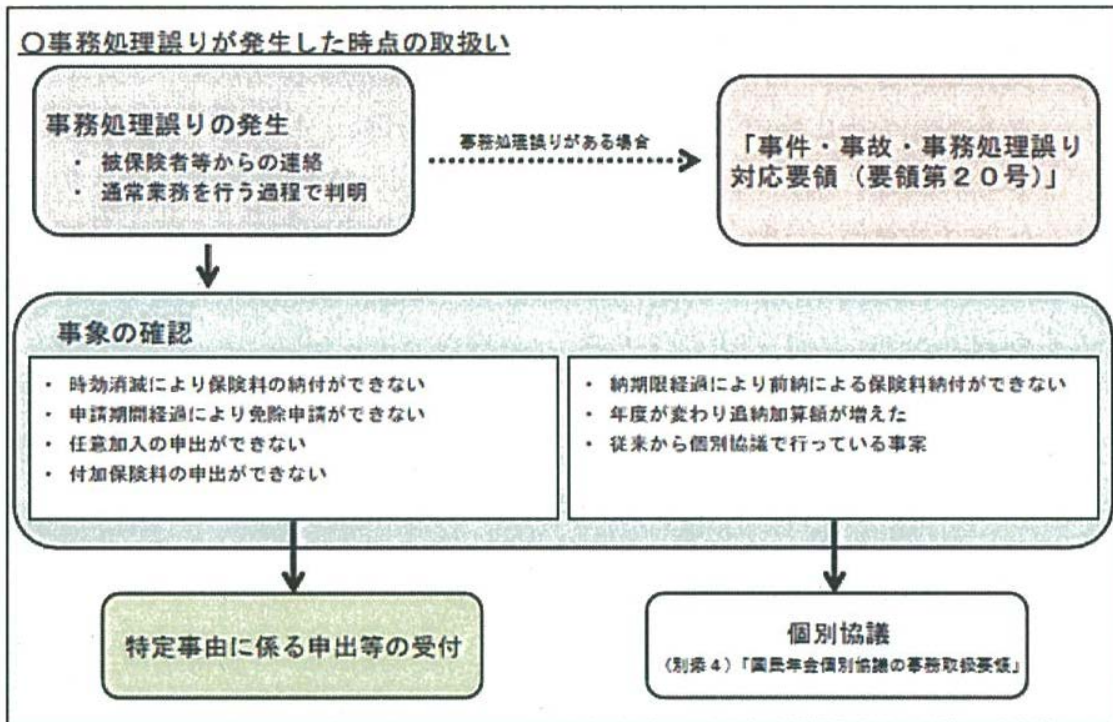 〇事務処理誤りが発生した時点の取扱い
事務処理誤りの発生
・ 被保険者等からの連絡
・ 通常業務を行う過程で判明
事務処理誤りがある場合
「事件・事故・事務処理誤り
対応要領（要領第２０号）」
事象の確認
・ 時効消滅により保険料の納付ができない
・ 申請期間経過により免除申請ができない
・ 任意加入の申出ができない
・ 付加保険料の申出ができない
・ 納期限経過により前納による保険料納付ができない
・ 年度が変わり追納加算額が増えた
・ 従来から個別協議で行っている事案
特定事由に係る申出等の受付
個別協議
（別添４）「国民年金個別協議の事務取扱要領」